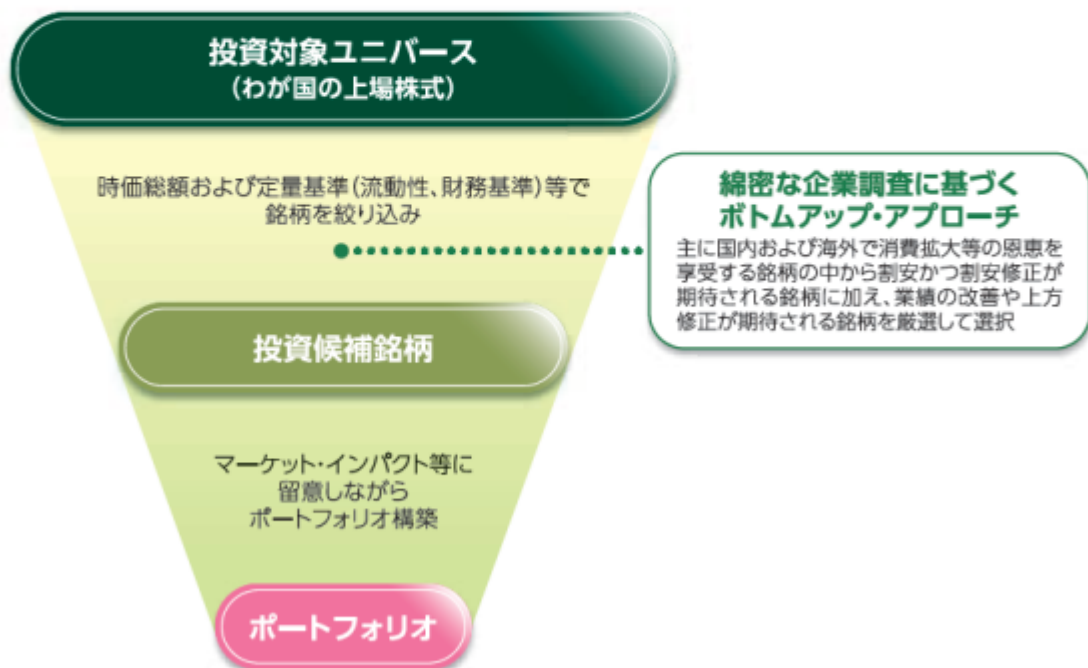 投資対象ユニバース
(わが国の上場株式)
時価総額および定量基準(流動性、財務基準)等で
銘柄を絞り込み
綿密な企業調査に基づく
ボトムアップ・アプローチ
主に国内および海外で消費拡大等の恩恵を
享受する銘柄の中から割安かつ割安修正が
期待される銘柄に加え、業績の改善や上方
修正が期待される銘柄を厳選して選択
投資候補銘柄
マーケット・インパクト等に
留意しながら
ポートフォリオ構築
ポートフォリオ